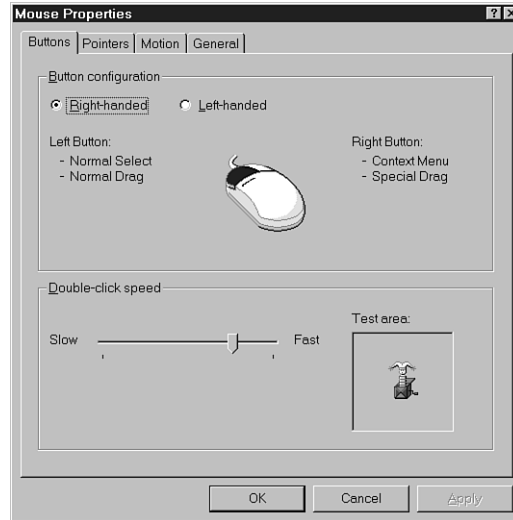 Mouse Properties
Buttons Pointers Motion General
Button configuration
Right-handed Left-handed
Left Button:
- Normal Select
- Normal Drag
Right Button:
- Context Menu
- Special Drag
Double-click speed
Slow Fast
Test area:
OK Cancel Apply